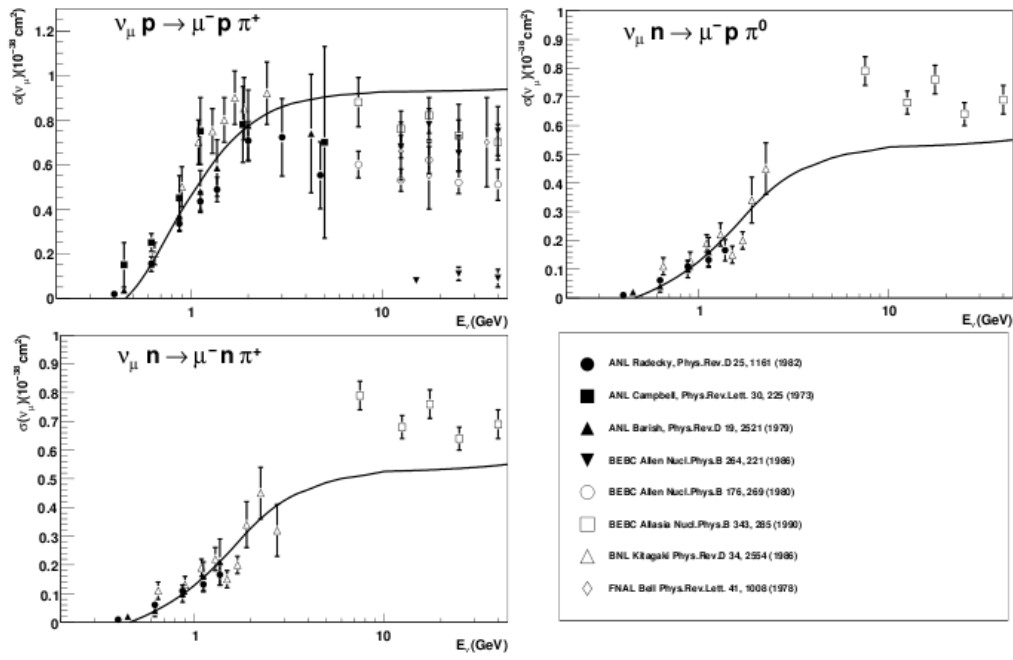 ν_μ p → μ⁻ p π⁺
σ(ν_μ)(10⁻³⁸ cm²)
1.2
1
0.8
0.6
0.4
0.2
0
1
10
E_ν(GeV)
ν_μ n → μ⁻ p π⁰
σ(ν_μ)(10⁻³⁸ cm²)
1
0.9
0.8
0.7
0.6
0.5
0.4
0.3
0.2
0.1
0
1
10
E_ν(GeV)
ν_μ n → μ⁻ n π⁺
σ(ν_μ)(10⁻³⁸ cm²)
1
0.9
0.8
0.7
0.6
0.5
0.4
0.3
0.2
0.1
0
1
10
E_ν(GeV)
ANL Radecky, Phys.Rev.D 25, 1161 (1982)
ANL Campbell, Phys.Rev.Lett. 30, 225 (1973)
ANL Barish, Phys.Rev.D 19, 2521 (1979)
BEBC Allen Nucl.Phys.B 264, 221 (1986)
BEBC Allen Nucl.Phys.B 176, 269 (1980)
BEBC Allasia Nucl.Phys.B 343, 285 (1990)
BNL Kitagaki Phys.Rev.D 34, 2554 (1986)
FNAL Bell Phys.Rev.Lett. 41, 1008 (1978)